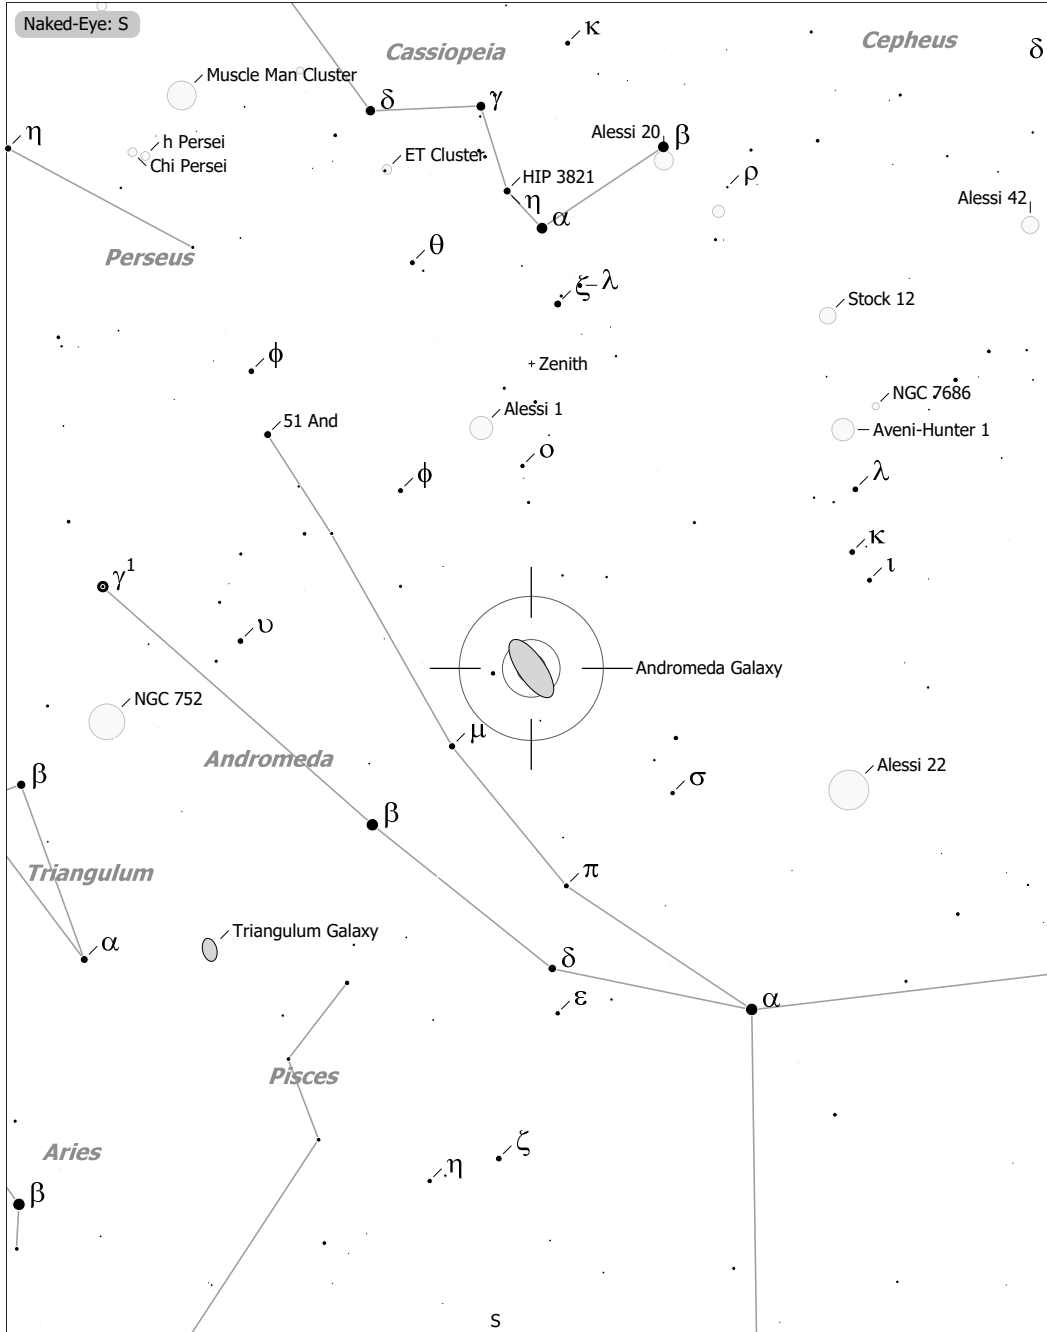 Naked-Eye: S
κ
Cassiopeia
Cepheus
δ
Muscle Man Cluster
δ
γ
η
h Persei
Chi Persei
ET Cluster
Alessi 20
β
HIP 3821
η
α
ρ
Alessi 42
Perseus
θ
ξ
λ
Stock 12
φ
Zenith
NGC 7686
51 And
Alessi 1
Aveni-Hunter 1
ο
φ
λ
κ
ι
γ1
υ
Andromeda Galaxy
NGC 752
μ
Andromeda
Alessi 22
σ
β
β
Triangulum
π
α
Triangulum Galaxy
δ
ε
α
Pisces
Aries
ζ
η
β
S